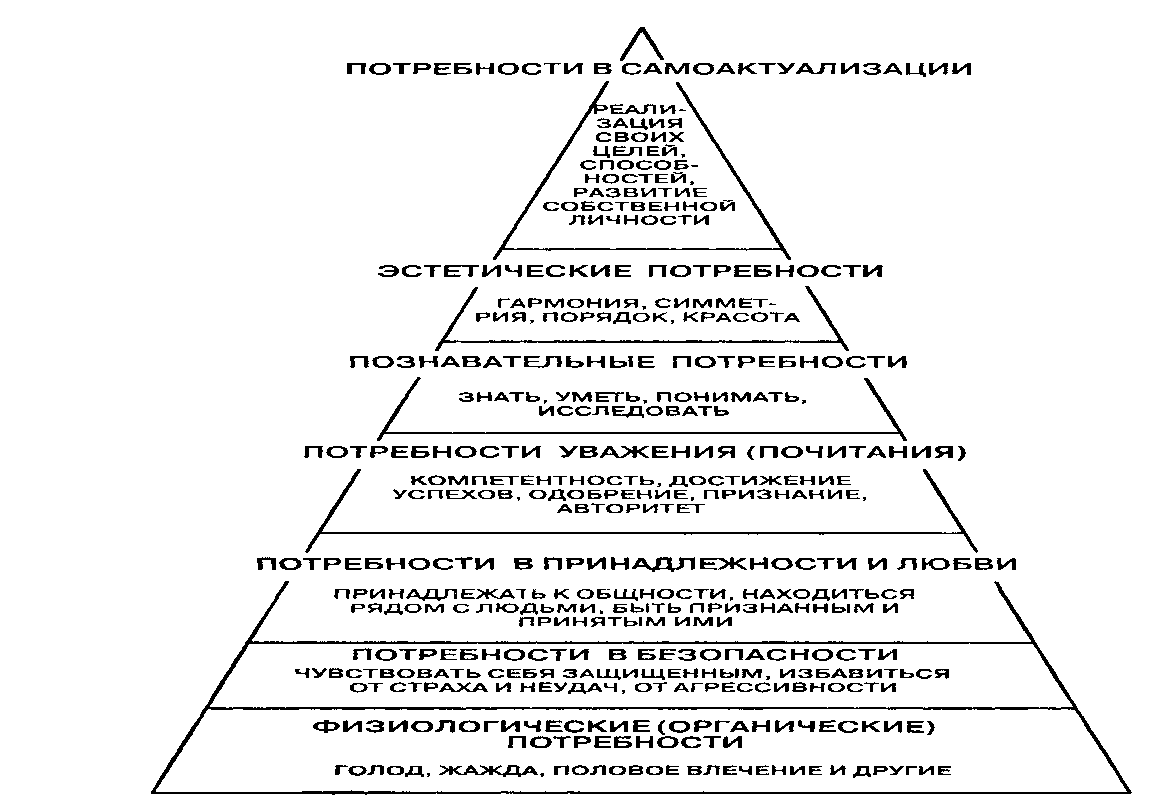 ПОТРЕБНОСТИ В САМОАКТУАЛИЗАЦИИ
РЕАЛИ-
ЗАЦИЯ
СВОИХ
ЦЕЛЕЙ,
СПОСОБ-
НОСТЕЙ,
РАЗВИТИЕ
СОБСТВЕННОЙ
ЛИЧНОСТИ
ЭСТЕТИЧЕСКИЕ ПОТРЕБНОСТИ
ГАРМОНИЯ, СИММЕТ-
РИЯ, ПОРЯДОК, КРАСОТА
ПОЗНАВАТЕЛЬНЫЕ ПОТРЕБНОСТИ
ЗНАТЬ, УМЕТЬ, ПОНИМАТЬ,
ИССЛЕДОВАТЬ
ПОТРЕБНОСТИ УВАЖЕНИЯ (ПОЧИТАНИЯ)
КОМПЕТЕНТНОСТЬ, ДОСТИЖЕНИЕ
УСПЕХОВ, ОДОБРЕНИЕ, ПРИЗНАНИЕ,
АВТОРИТЕТ
ПОТРЕБНОСТИ В ПРИНАДЛЕЖНОСТИ И ЛЮБВИ
ПРИНАДЛЕЖАТЬ К ОБЩНОСТИ, НАХОДИТЬСЯ
РЯДОМ С ЛЮДЬМИ, БЫТЬ ПРИЗНАННЫМ И
ПРИНЯТЫМ ИМИ
ПОТРЕБНОСТИ В БЕЗОПАСНОСТИ
ЧУВСТВОВАТЬ СЕБЯ ЗАЩИЩЕННЫМ, ИЗБАВИТЬСЯ
ОТ СТРАХА И НЕУДАЧ, ОТ АГРЕССИВНОСТИ
ФИЗИОЛОГИЧЕСКИЕ (ОРГАНИЧЕСКИЕ)
ПОТРЕБНОСТИ
ГОЛОД, ЖАЖДА, ПОЛОВОЕ ВЛЕЧЕНИЕ И ДРУГИЕ